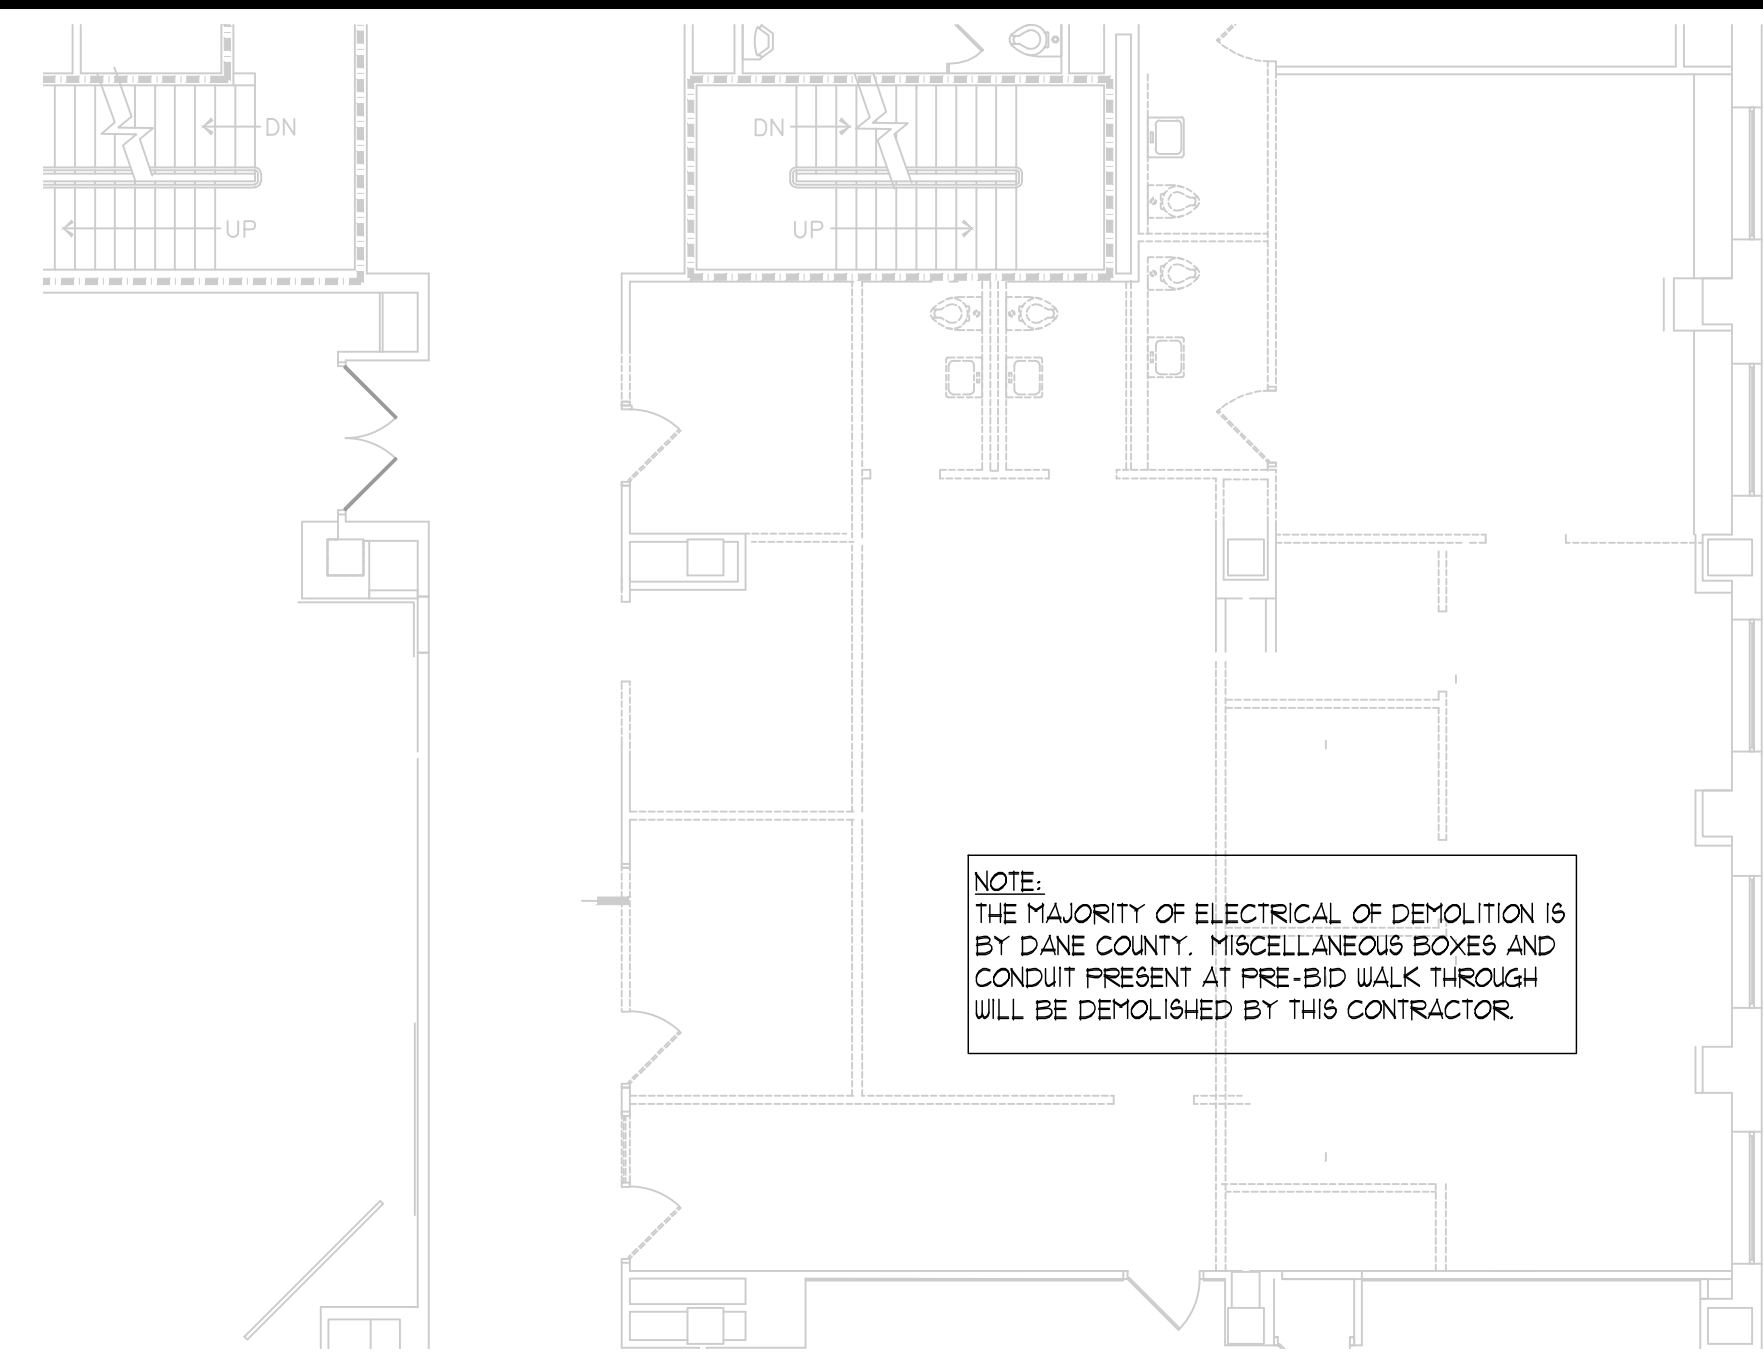 DN
DN
UP
UP
NOTE:
THE MAJORITY OF ELECTRICAL OF DEMOLITION IS
BY DANE COUNTY. MISCELLANEOUS BOXES AND
CONDUIT PRESENT AT PRE-BID WALK THROUGH
WILL BE DEMOLISHED BY THIS CONTRACTOR.